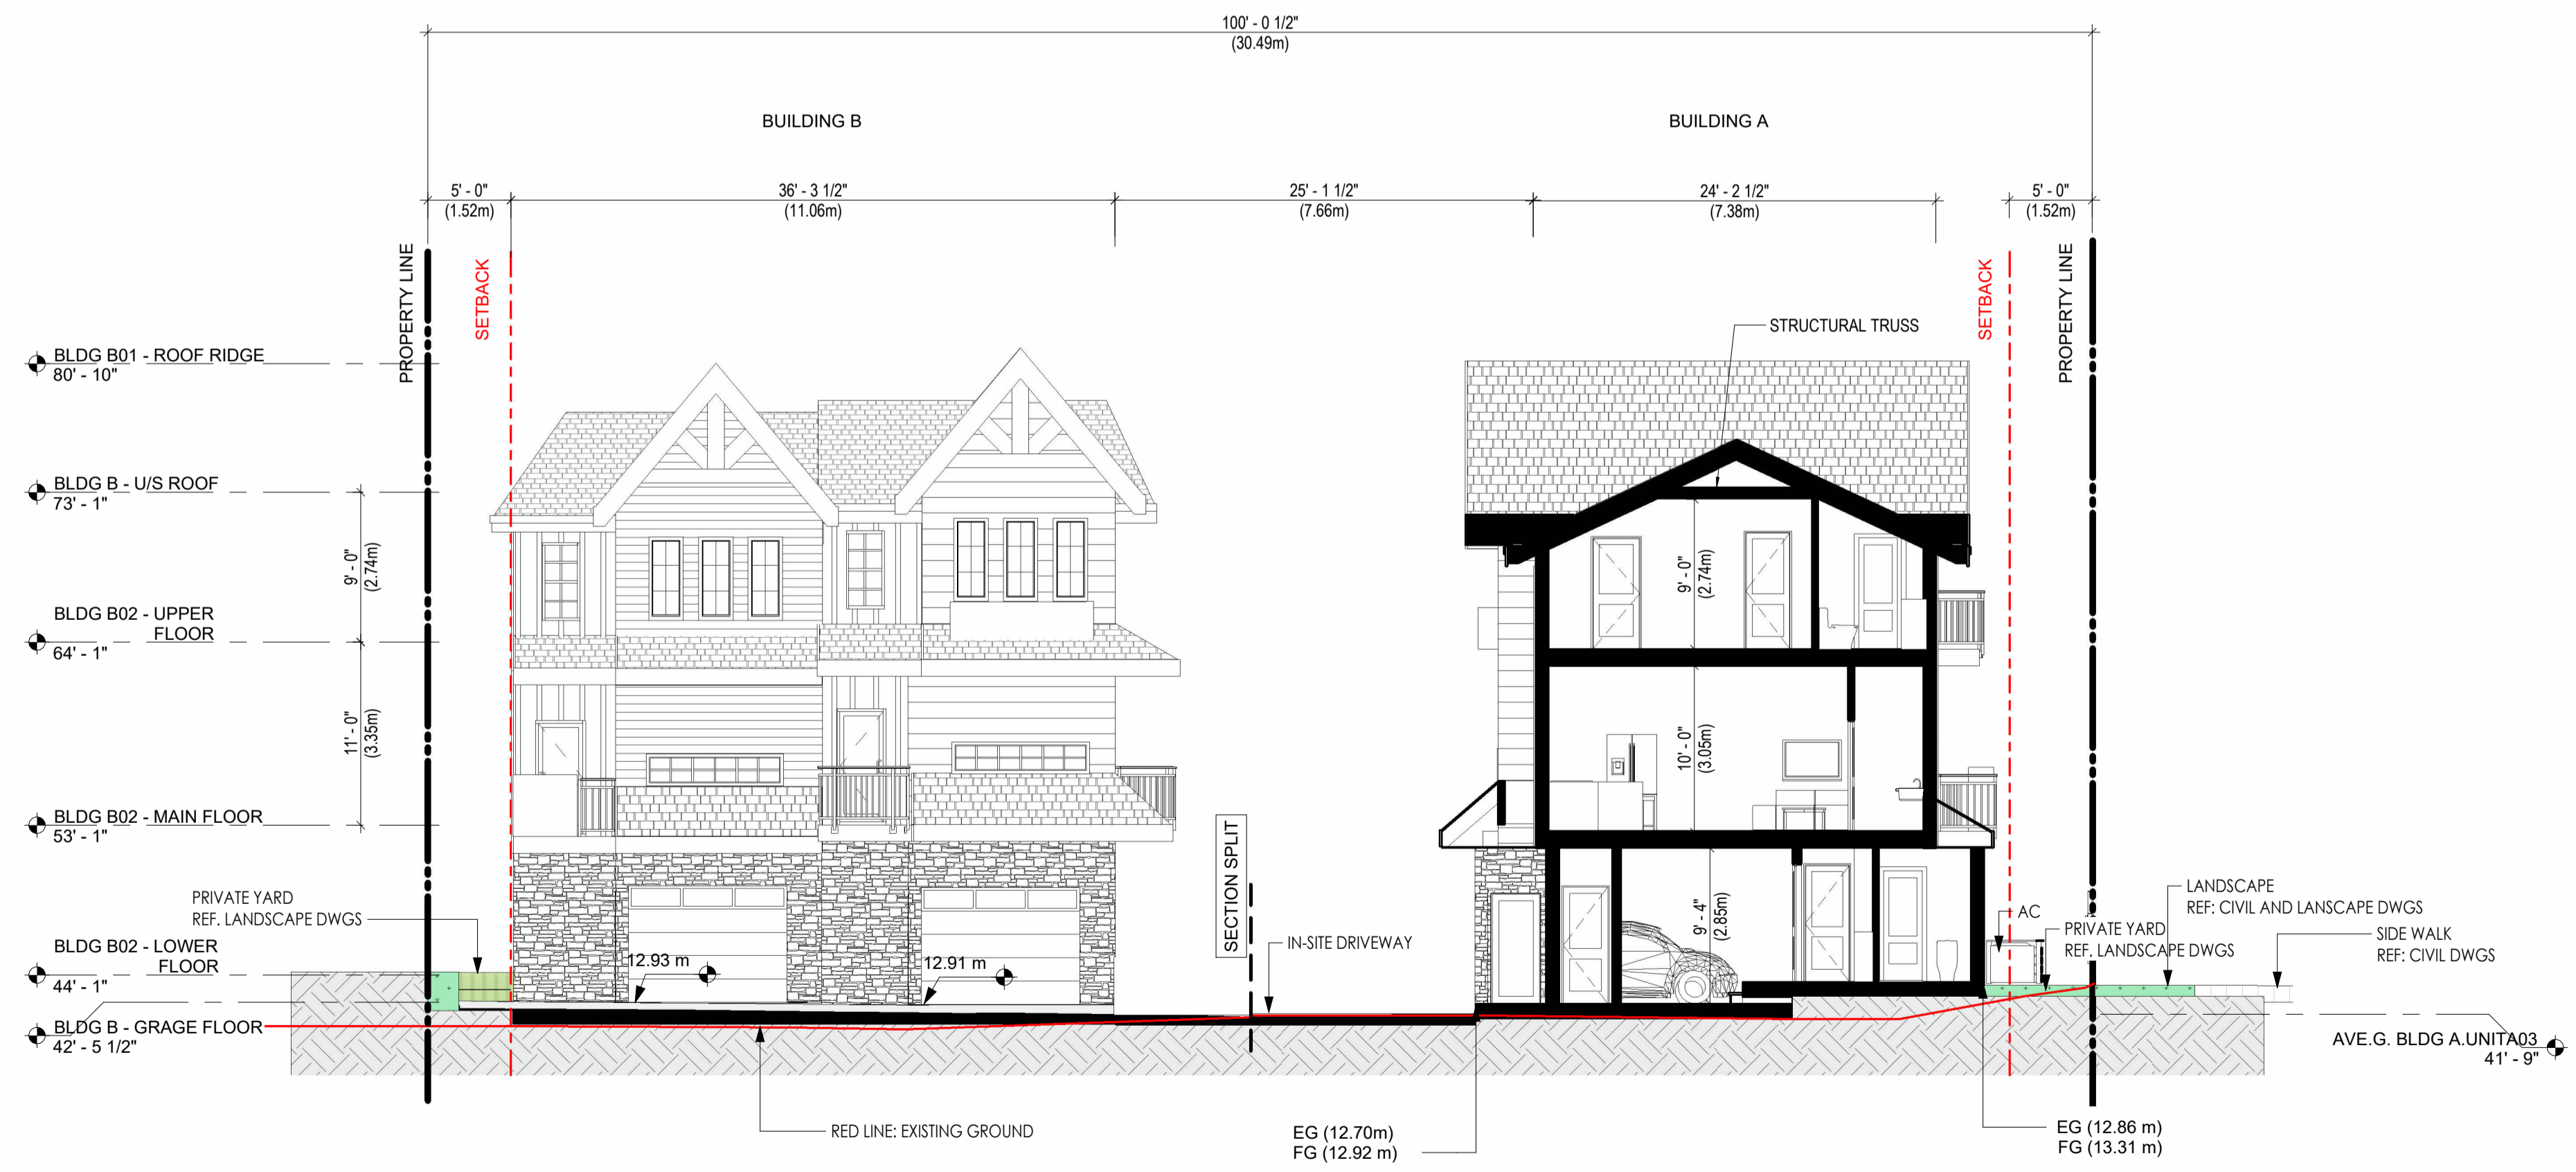 100' - 0 1/2"
(30.49m)
BUILDING B
BUILDING A
5' - 0"
(1.52m)
36' - 3 1/2"
(11.06m)
25' - 1 1/2"
(7.66m)
24' - 2 1/2"
(7.38m)
5' - 0"
(1.52m)
PROPERTY LINE
SETBACK
SETBACK
PROPERTY LINE
STRUCTURAL TRUSS
BLDG B01 - ROOF RIDGE
80' - 10"
BLDG B - U/S ROOF
73' - 1"
9' - 0"
(2.74m)
9' - 0"
(2.74m)
BLDG B02 - UPPER
FLOOR
64' - 1"
11' - 0"
(3.35m)
10' - 0"
(3.05m)
BLDG B02 - MAIN FLOOR
53' - 1"
SECTION SPLIT
9' - 4"
(2.85m)
PRIVATE YARD
REF. LANDSCAPE DWGS
LANDSCAPE
REF: CIVIL AND LANSCAPE DWGS
AC
PRIVATE YARD
REF. LANDSCAPE DWGS
SIDE WALK
REF: CIVIL DWGS
IN-SITE DRIVEWAY
BLDG B02 - LOWER
FLOOR
44' - 1"
12.93 m
12.91 m
BLDG B - GRAGE FLOOR
42' - 5 1/2"
AVE.G. BLDG A.UNITA03
41' - 9"
RED LINE: EXISTING GROUND
EG (12.70m)
FG (12.92 m)
EG (12.86 m)
FG (13.31 m)